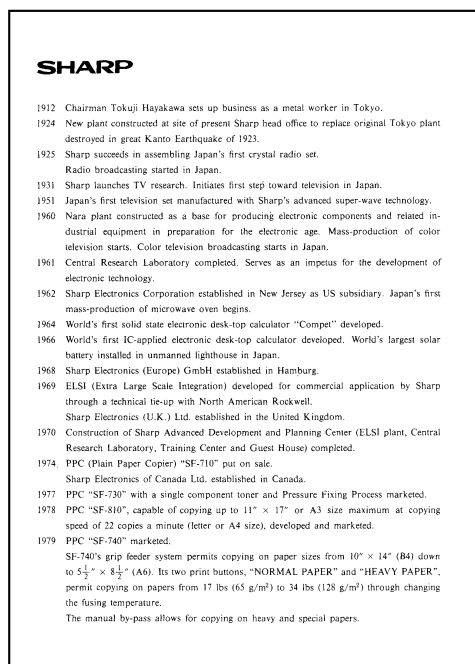 SHARP
1912 Chairman Tokuji Hayakawa sets up business as a metal worker in Tokyo.
1924 New plant constructed at site of present Sharp head office to replace original Tokyo plant
destroyed in great Kanto Earthquake of 1923.
1925 Sharp succeeds in assembling Japan's first crystal radio set.
Radio broadcasting started in Japan.
1931 Sharp launches TV research. Initiates first step toward television in Japan.
1951 Japan's first television set manufactured with Sharp's advanced super-wave technology.
1960 Nara plant constructed as a base for producing electronic components and related in-
dustrial equipment in preparation for the electronic age. Mass-production of color
television starts. Color television broadcasting starts in Japan.
1961 Central Research Laboratory completed. Serves as an impetus for the development of
electronic technology.
1962 Sharp Electronics Corporation established in New Jersey as US subsidiary. Japan's first
mass-production of microwave oven begins.
1964 World's first solid state electronic desk-top calculator "Compet" developed.
1966 World's first IC-applied electronic desk-top calculator developed. World's largest solar
battery installed in unmanned lighthouse in Japan.
1968 Sharp Electronics (Europe) GmbH established in Hamburg.
1969 ELSI (Extra Large Scale Integration) developed for commercial application by Sharp
through a technical tie-up with North American Rockwell.
Sharp Electronics (U.K.) Ltd. established in the United Kingdom.
1970 Construction of Sharp Advanced Development and Planning Center (ELSI plant, Central
Research Laboratory, Training Center and Guest House) completed.
1974 PPC (Plain Paper Copier) "SF-710" put on sale.
Sharp Electronics of Canada Ltd. established in Canada.
1977 PPC "SF-730" with a single component toner and Pressure Fixing Process marketed.
1978 PPC "SF-810", capable of copying up to 11″ × 17″ or A3 size maximum at copying
speed of 22 copies a minute (letter or A4 size), developed and marketed.
1979 PPC "SF-740" marketed.
SF-740's grip feeder system permits copying on paper sizes from 10″ × 14″ (B4) down
to 5 1/2″ × 8 1/2″ (A6). Its two print buttons, "NORMAL PAPER" and "HEAVY PAPER",
permit copying on papers from 17 lbs (65 g/m²) to 34 lbs (128 g/m²) through changing
the fusing temperature.
The manual by-pass allows for copying on heavy and special papers.